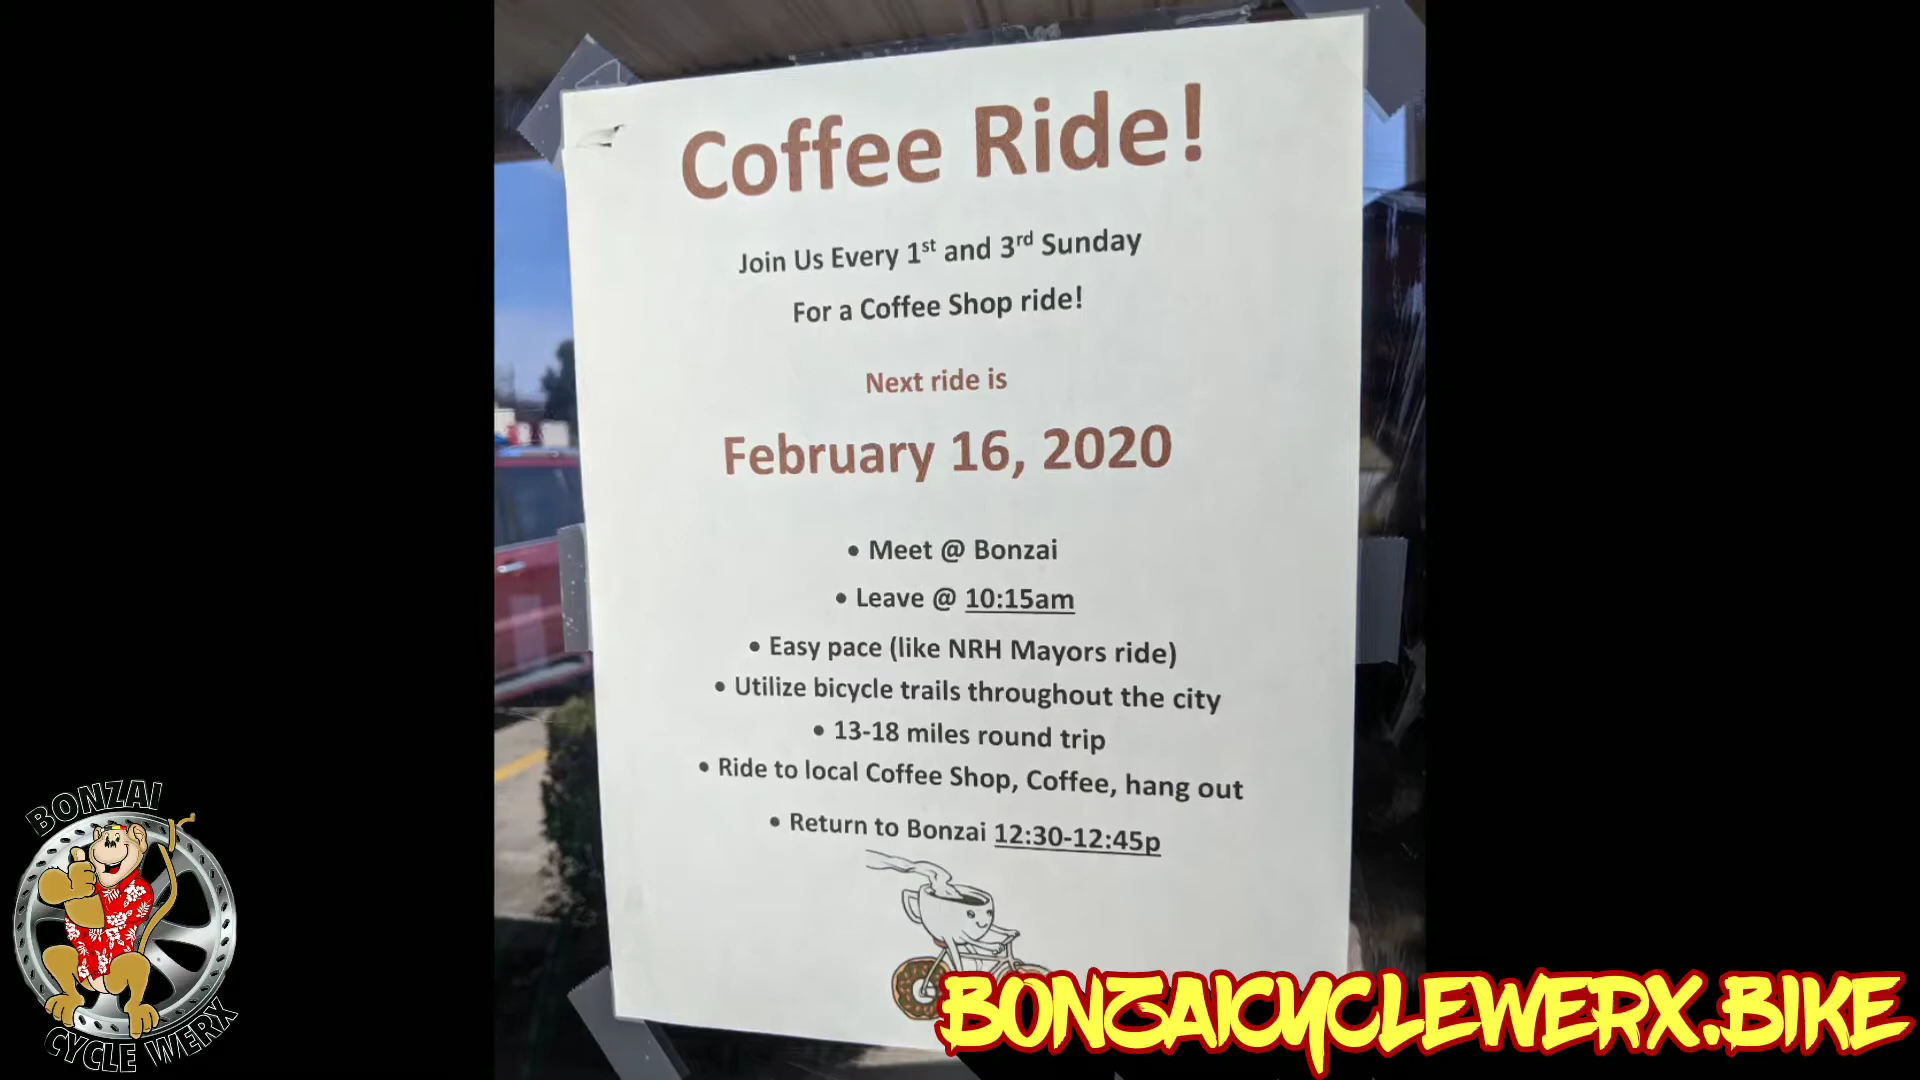 Coffee Ride!
Join Us Every 1st and 3rd Sunday
For a Coffee Shop ride!
Next ride is
February 16, 2020
• Meet @ Bonzai
• Leave @ 10:15am
• Easy pace (like NRH Mayors ride)
• Utilize bicycle trails throughout the city
• 13-18 miles round trip
• Ride to local Coffee Shop, Coffee, hang out
• Return to Bonzai 12:30-12:45p
BONZAI
CYCLE WERX
BONZAICYCLEWERX.BIKE